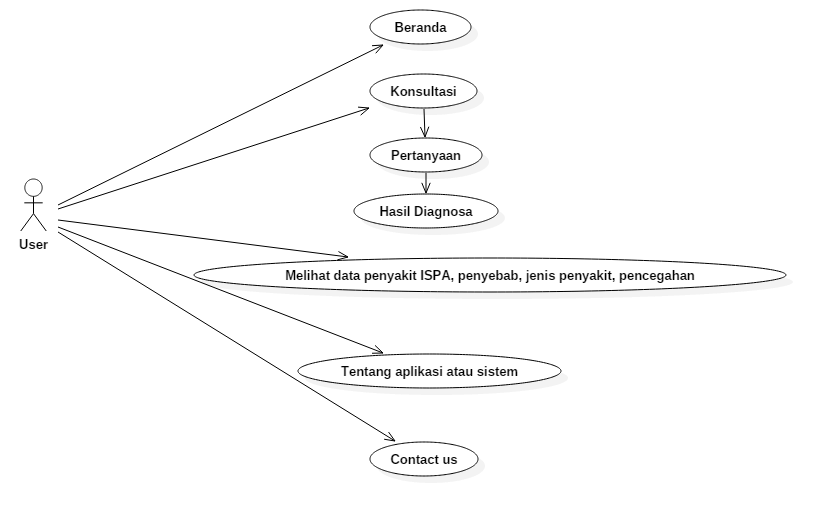 Beranda
Konsultasi
Pertanyaan
Hasil Diagnosa
User
Melihat data penyakit ISPA, penyebab, jenis penyakit, pencegahan
Tentang aplikasi atau sistem
Contact us